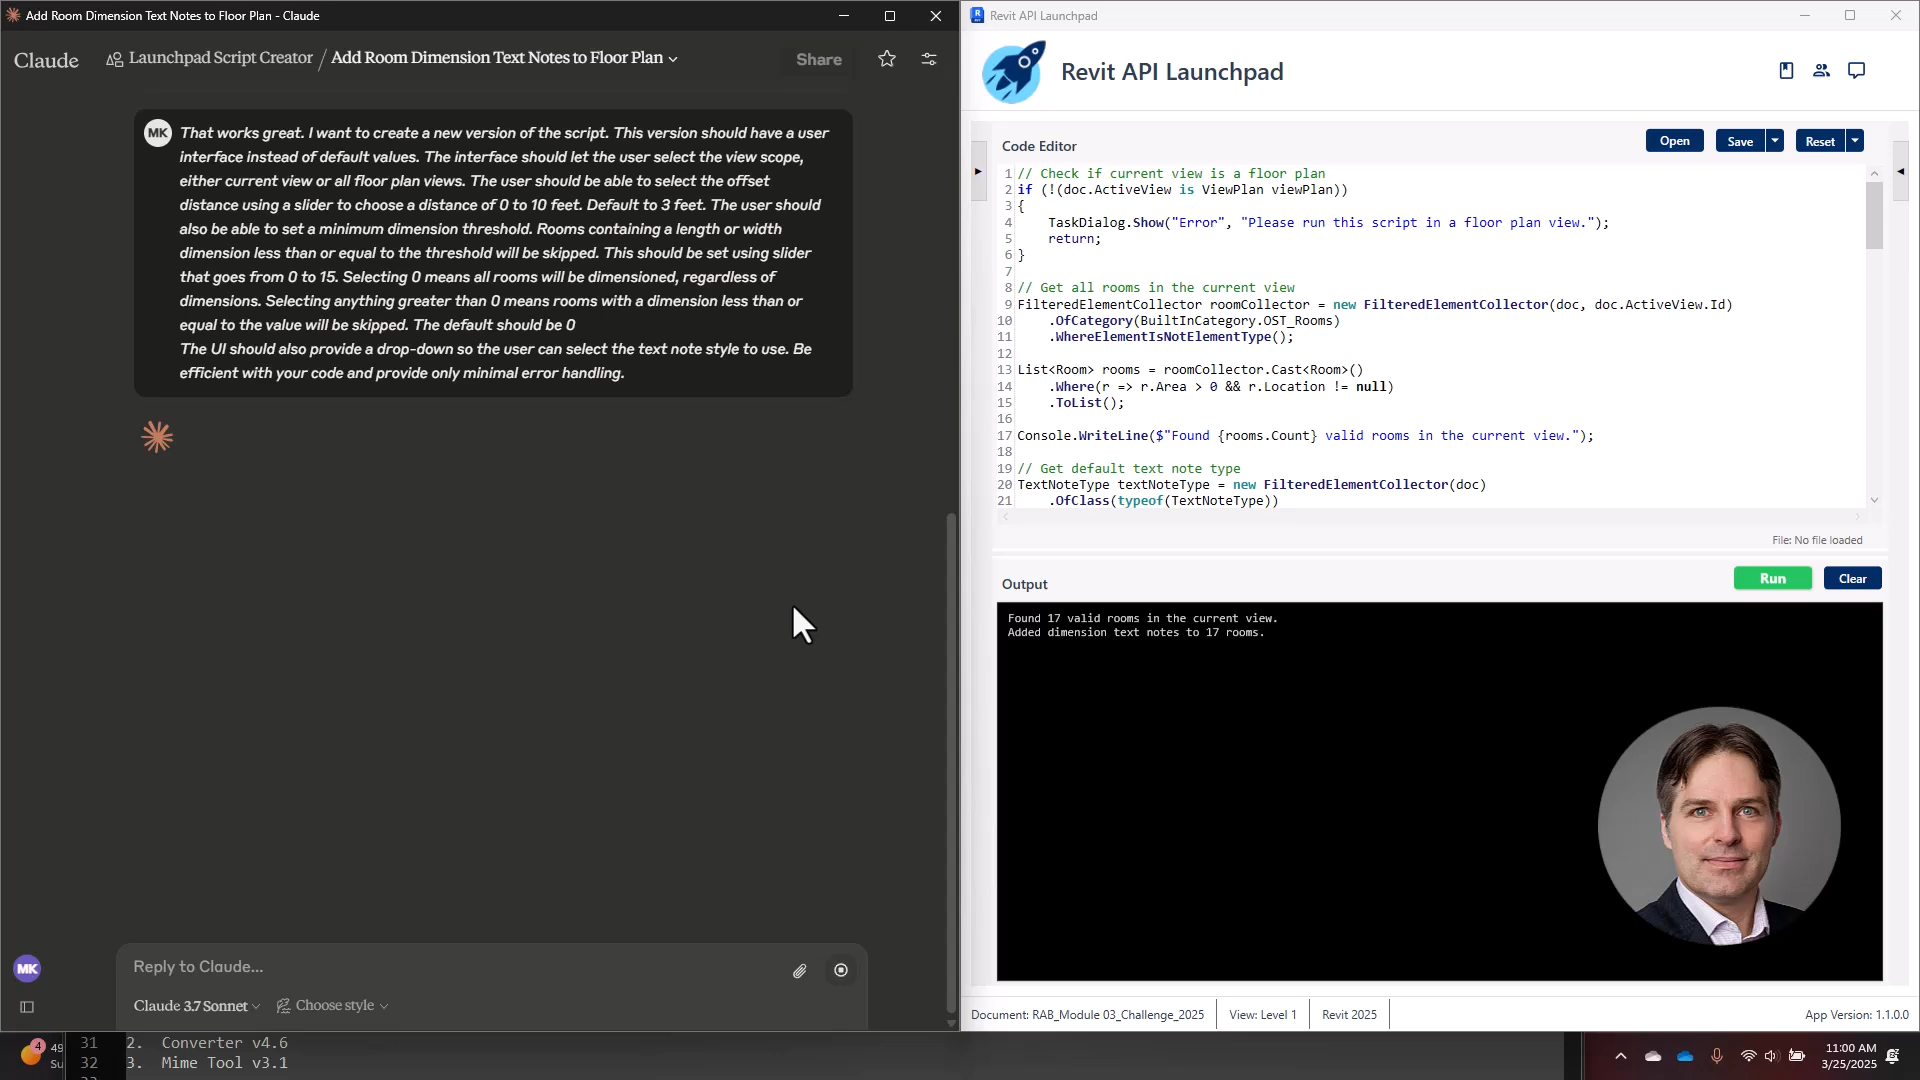 Add Room Dimension Text Notes to Floor Plan - Claude
Claude
Launchpad Script Creator / Add Room Dimension Text Notes to Floor Plan
Share
MK
That works great. I want to create a new version of the script. This version should have a user
interface instead of default values. The interface should let the user select the view scope,
either current view or all floor plan views. The user should be able to select the offset
distance using a slider to choose a distance of 0 to 10 feet. Default to 3 feet. The user should
also be able to set a minimum dimension threshold. Rooms containing a length or width
dimension less than or equal to the threshold will be skipped. This should be set using slider
that goes from 0 to 15. Selecting 0 means all rooms will be dimensioned, regardless of
dimensions. Selecting anything greater than 0 means rooms with a dimension less than or
equal to the value will be skipped. The default should be 0
The UI should also provide a drop-down so the user can select the text note style to use. Be
efficient with your code and provide only minimal error handling.
MK
Reply to Claude...
Claude 3.7 Sonnet
Choose style
Revit API Launchpad
Revit API Launchpad
Code Editor
Open
Save
Reset
1 // Check if current view is a floor plan
2 if (!(doc.ActiveView is ViewPlan viewPlan))
3 {
4 TaskDialog.Show("Error", "Please run this script in a floor plan view.");
5 return;
6 }
7
8 // Get all rooms in the current view
9 FilteredElementCollector roomCollector = new FilteredElementCollector(doc, doc.ActiveView.Id)
10 .OfCategory(BuiltInCategory.OST_Rooms)
11 .WhereElementIsNotElementType();
12
13 List<Room> rooms = roomCollector.Cast<Room>()
14 .Where(r => r.Area > 0 && r.Location != null)
15 .ToList();
16
17 Console.WriteLine($"Found {rooms.Count} valid rooms in the current view.");
18
19 // Get default text note type
20 TextNoteType textNoteType = new FilteredElementCollector(doc)
21 .OfClass(typeof(TextNoteType))
File: No file loaded
Output
Run
Clear
Found 17 valid rooms in the current view.
Added dimension text notes to 17 rooms.
Document: RAB_Module 03_Challenge_2025
View: Level 1
Revit 2025
App Version: 1.1.0.0
4
49
Su
31 2. Converter v4.6
32 3. Mime Tool v3.1
11:00 AM
3/25/2025